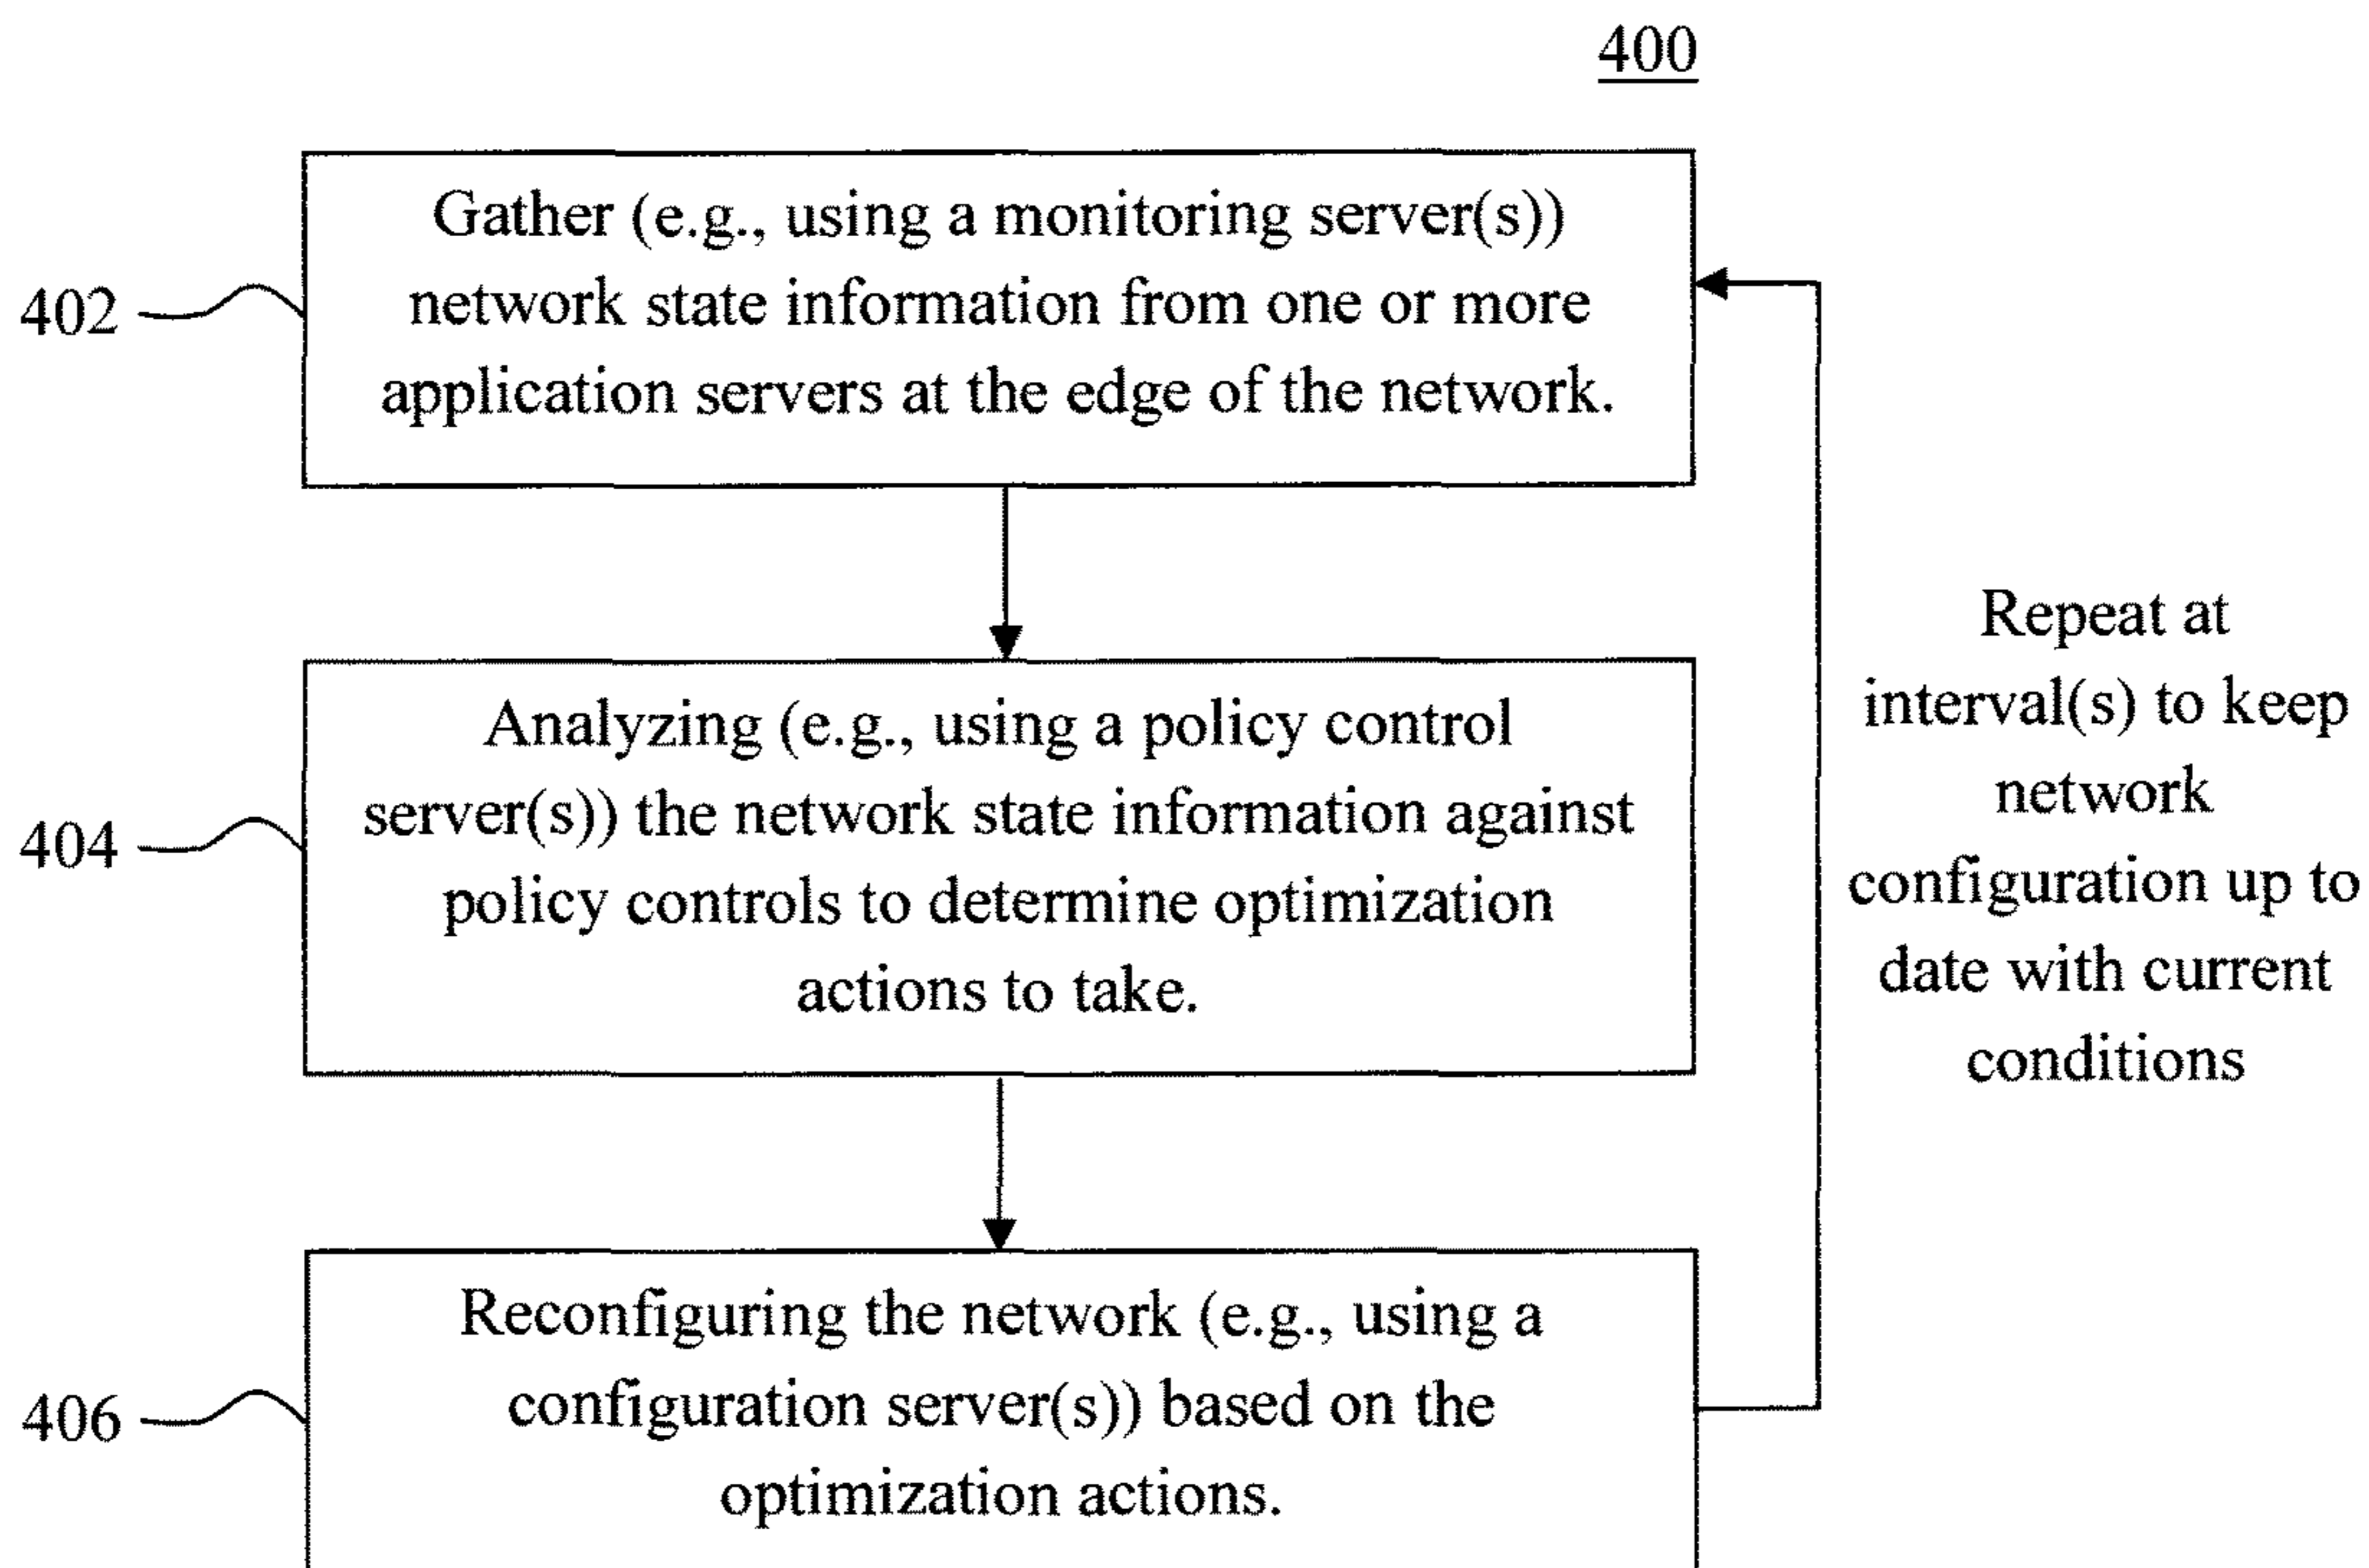 400
Gather (e.g., using a monitoring server(s))
network state information from one or more
application servers at the edge of the network.
402
Analyzing (e.g., using a policy control
server(s)) the network state information against
policy controls to determine optimization
actions to take.
404
Reconfiguring the network (e.g., using a
configuration server(s)) based on the
optimization actions.
406
Repeat at
interval(s) to keep
network
configuration up to
date with current
conditions